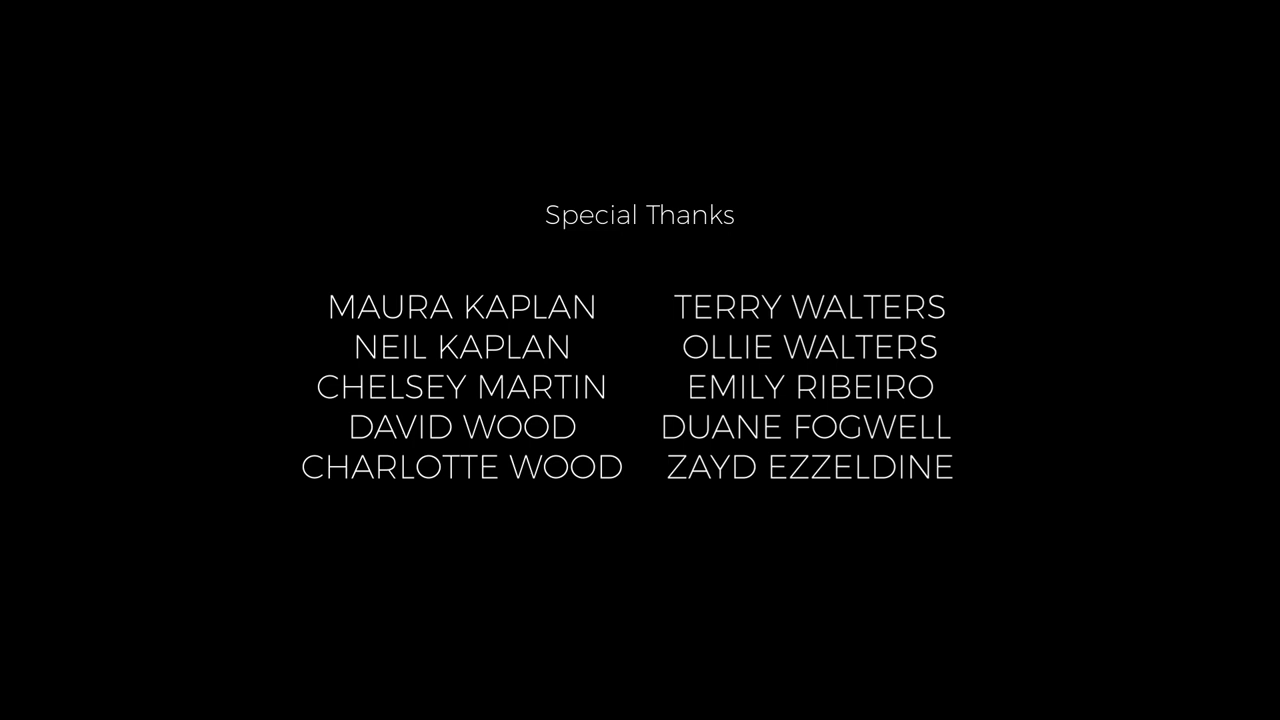 Special Thanks
MAURA KAPLAN
NEIL KAPLAN
CHELSEY MARTIN
DAVID WOOD
CHARLOTTE WOOD
TERRY WALTERS
OLLIE WALTERS
EMILY RIBEIRO
DUANE FOGWELL
ZAYD EZZELDINE